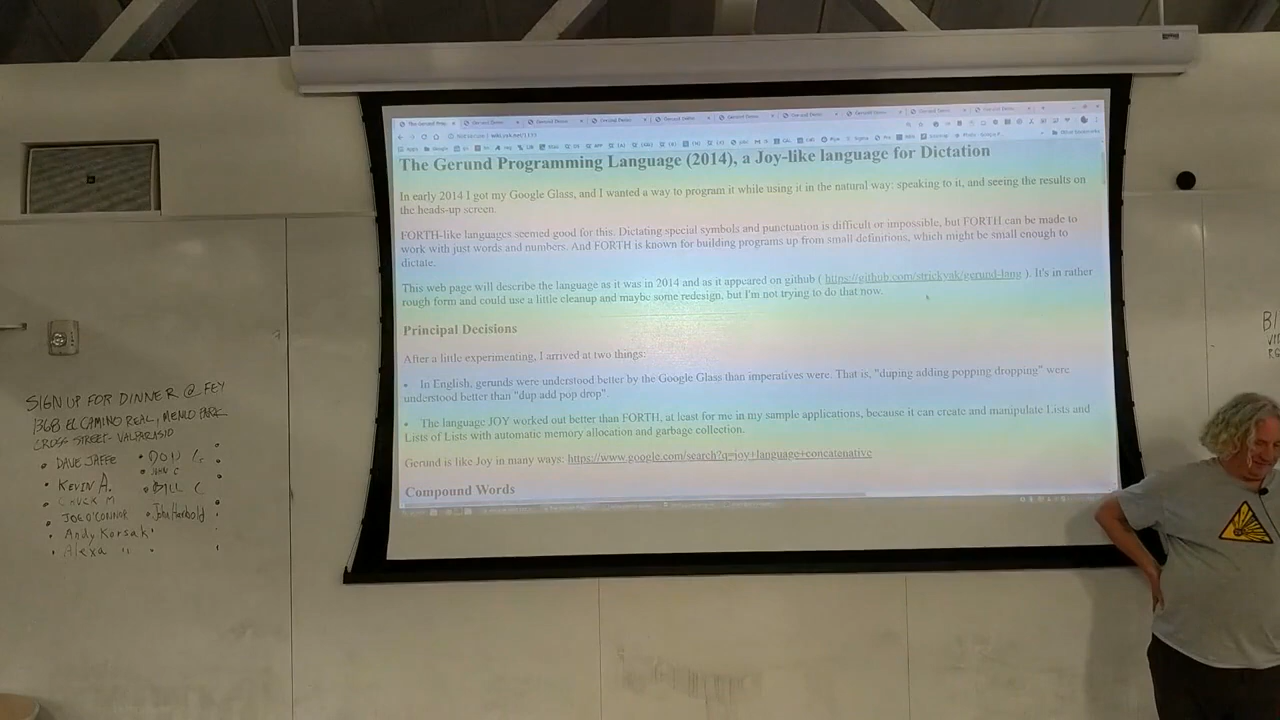 The Gerund Programming Language (2014), a Joy-like language for Dictation
In early 2014 I got my Google Glass, and I wanted a way to program it while using it in the natural way: speaking to it, and seeing the results on
the heads-up screen.
FORTH-like languages seemed good for this. Dictating special symbols and punctuation is difficult or impossible, but FORTH can be made to
work with just words and numbers. And FORTH is known for building programs up from small definitions, which might be small enough to
dictate.
This web page will describe the language as it was in 2014 and as it appeared on github ( https://github.com/strickyak/gerund-lang ). It's in rather
rough form and could use a little cleanup and maybe some redesign, but I'm not trying to do that now.
Principal Decisions
After a little experimenting, I arrived at two things:
• In English, gerunds were understood better by the Google Glass than imperatives were. That is, "duping adding popping dropping" were
understood better than "dup add pop drop".
• The language JOY worked out better than FORTH, at least for me in my sample applications, because it can create and manipulate Lists and
Lists of Lists with automatic memory allocation and garbage collection.
Gerund is like Joy in many ways: https://www.google.com/search?q=joy+language+concatenative
Compound Words
SIGN UP FOR DINNER @ FEY
1368 EL CAMINO REAL, MENLO PARK
CROSS STREET- VALPARASIO
• DAVE JAFFE • DON G.
• KEVIN A. • JOHN C
• CHUCK M • BILL C
• JOE O'CONNOR • John Harbold
• Andy Korsak
• Alexa "